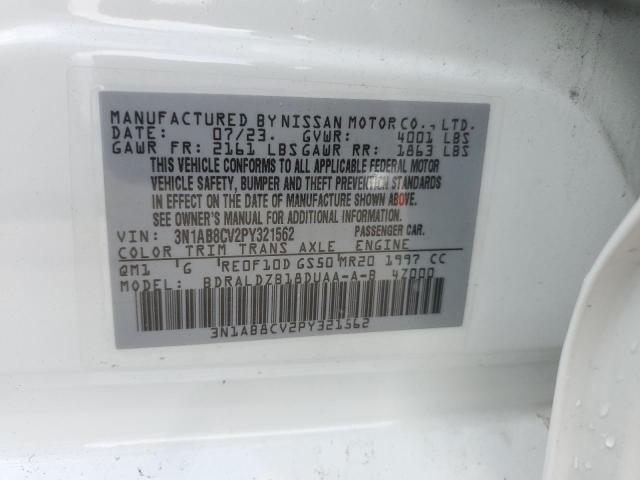 MANUFACTURED BY NISSAN MOTOR CO., LTD.
DATE: 07/23. GVWR: 4001 LBS
GAWR FR: 2161 LBS GAWR RR: 1863 LBS
THIS VEHICLE CONFORMS TO ALL APPLICABLE FEDERAL MOTOR
VEHICLE SAFETY, BUMPER AND THEFT PREVENTION STANDARDS
IN EFFECT ON THE DATE OF MANUFACTURE SHOWN ABOVE.
SEE OWNER'S MANUAL FOR ADDITIONAL INFORMATION.
VIN: 3N1AB8CV2PY321562 PASSENGER CAR.
COLOR TRIM TRANS AXLE ENGINE
QM1 'G RE0F10D GS50 MR20 1997 CC
MODEL: BDRALDZB18DUAA-A-B 47000
3N1AB8CV2PY321562